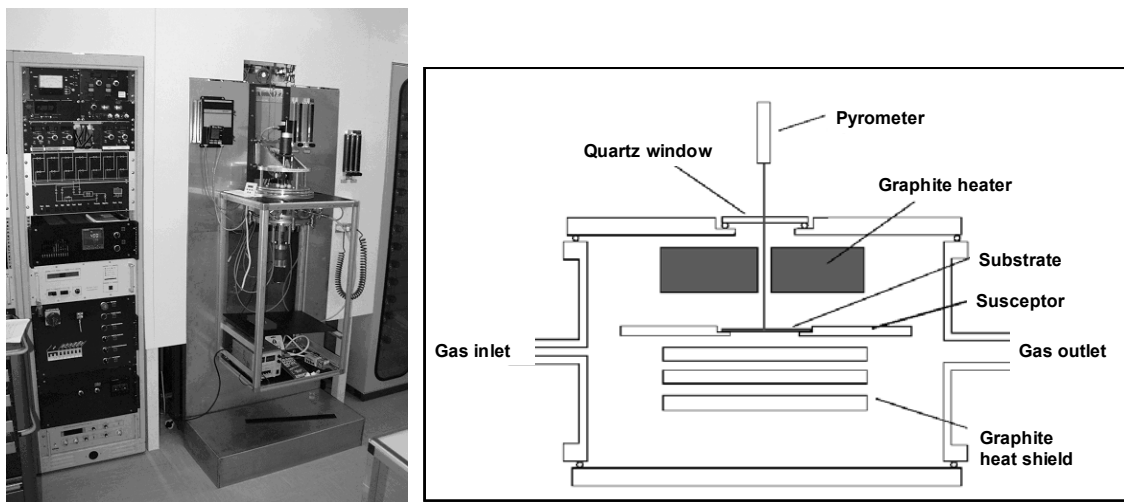 Pyrometer
Quartz window
Graphite heater
Substrate
Susceptor
Gas inlet
Gas outlet
Graphite
heat shield